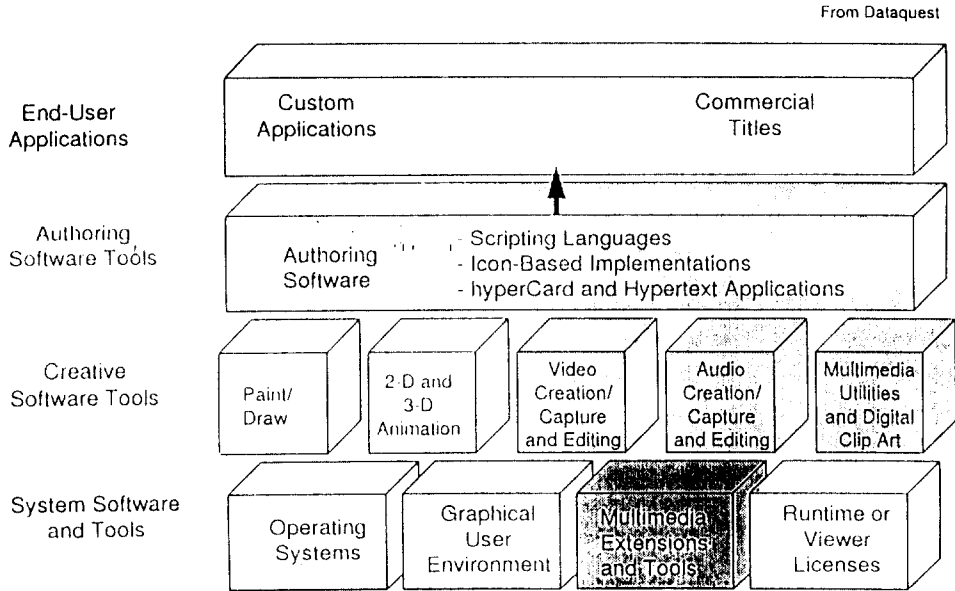 From Dataquest
End-User
Applications
Custom
Applications
Commercial
Titles
Authoring
Software Tools
Authoring
Software
- Scripting Languages
- Icon-Based Implementations
- hyperCard and Hypertext Applications
Creative
Software Tools
Paint/
Draw
2-D and
3-D
Animation
Video
Creation/
Capture
and Editing
Audio
Creation/
Capture
and Editing
Multimedia
Utilities
and Digital
Clip Art
System Software
and Tools
Operating
Systems
Graphical
User
Environment
Multimedia
Extensions
and Tools
Runtime or
Viewer
Licenses